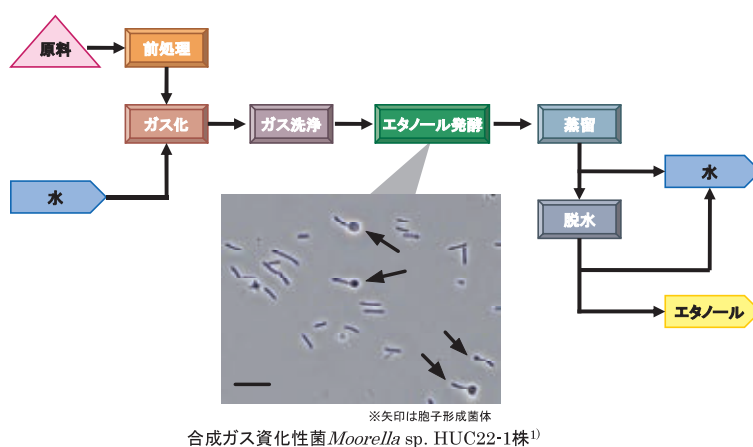 原料
前処理
ガス化
ガス洗浄
エタノール発酵
蒸留
水
水
脱水
エタノール
※矢印は胞子形成菌体
合成ガス資化性菌Moorella sp. HUC22-1株1)